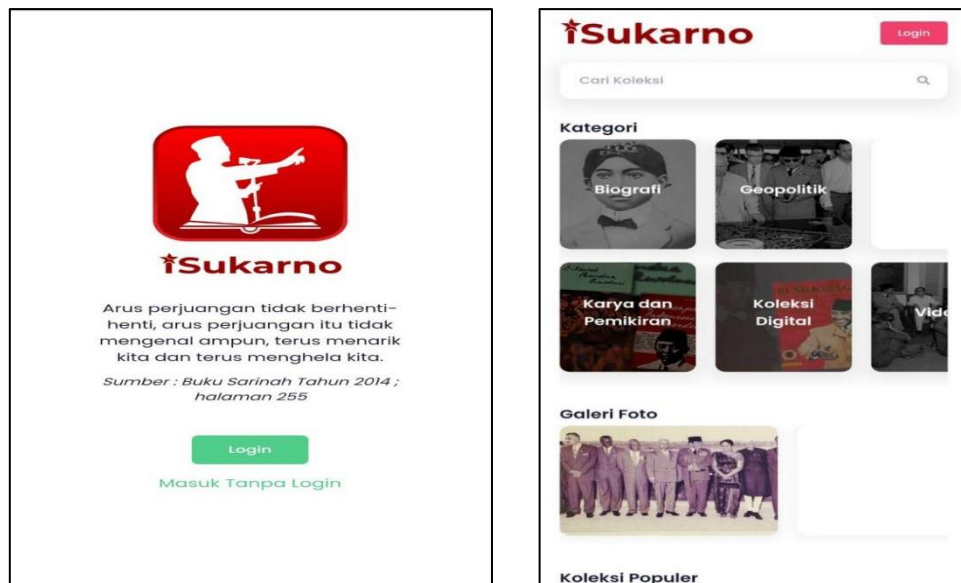 iSukarno
Arus perjuangan tidak berhenti-
henti, arus perjuangan itu tidak
mengenal ampun, terus menarik
kita dan terus menghela kita.
Sumber : Buku Sarinah Tahun 2014 ;
halaman 255
Login
Masuk Tanpa Login
iSukarno
Login
Cari Koleksi
Kategori
Biografi
Geopolitik
Karya dan
Pemikiran
Koleksi
Digital
Vide
Galeri Foto
Koleksi Populer